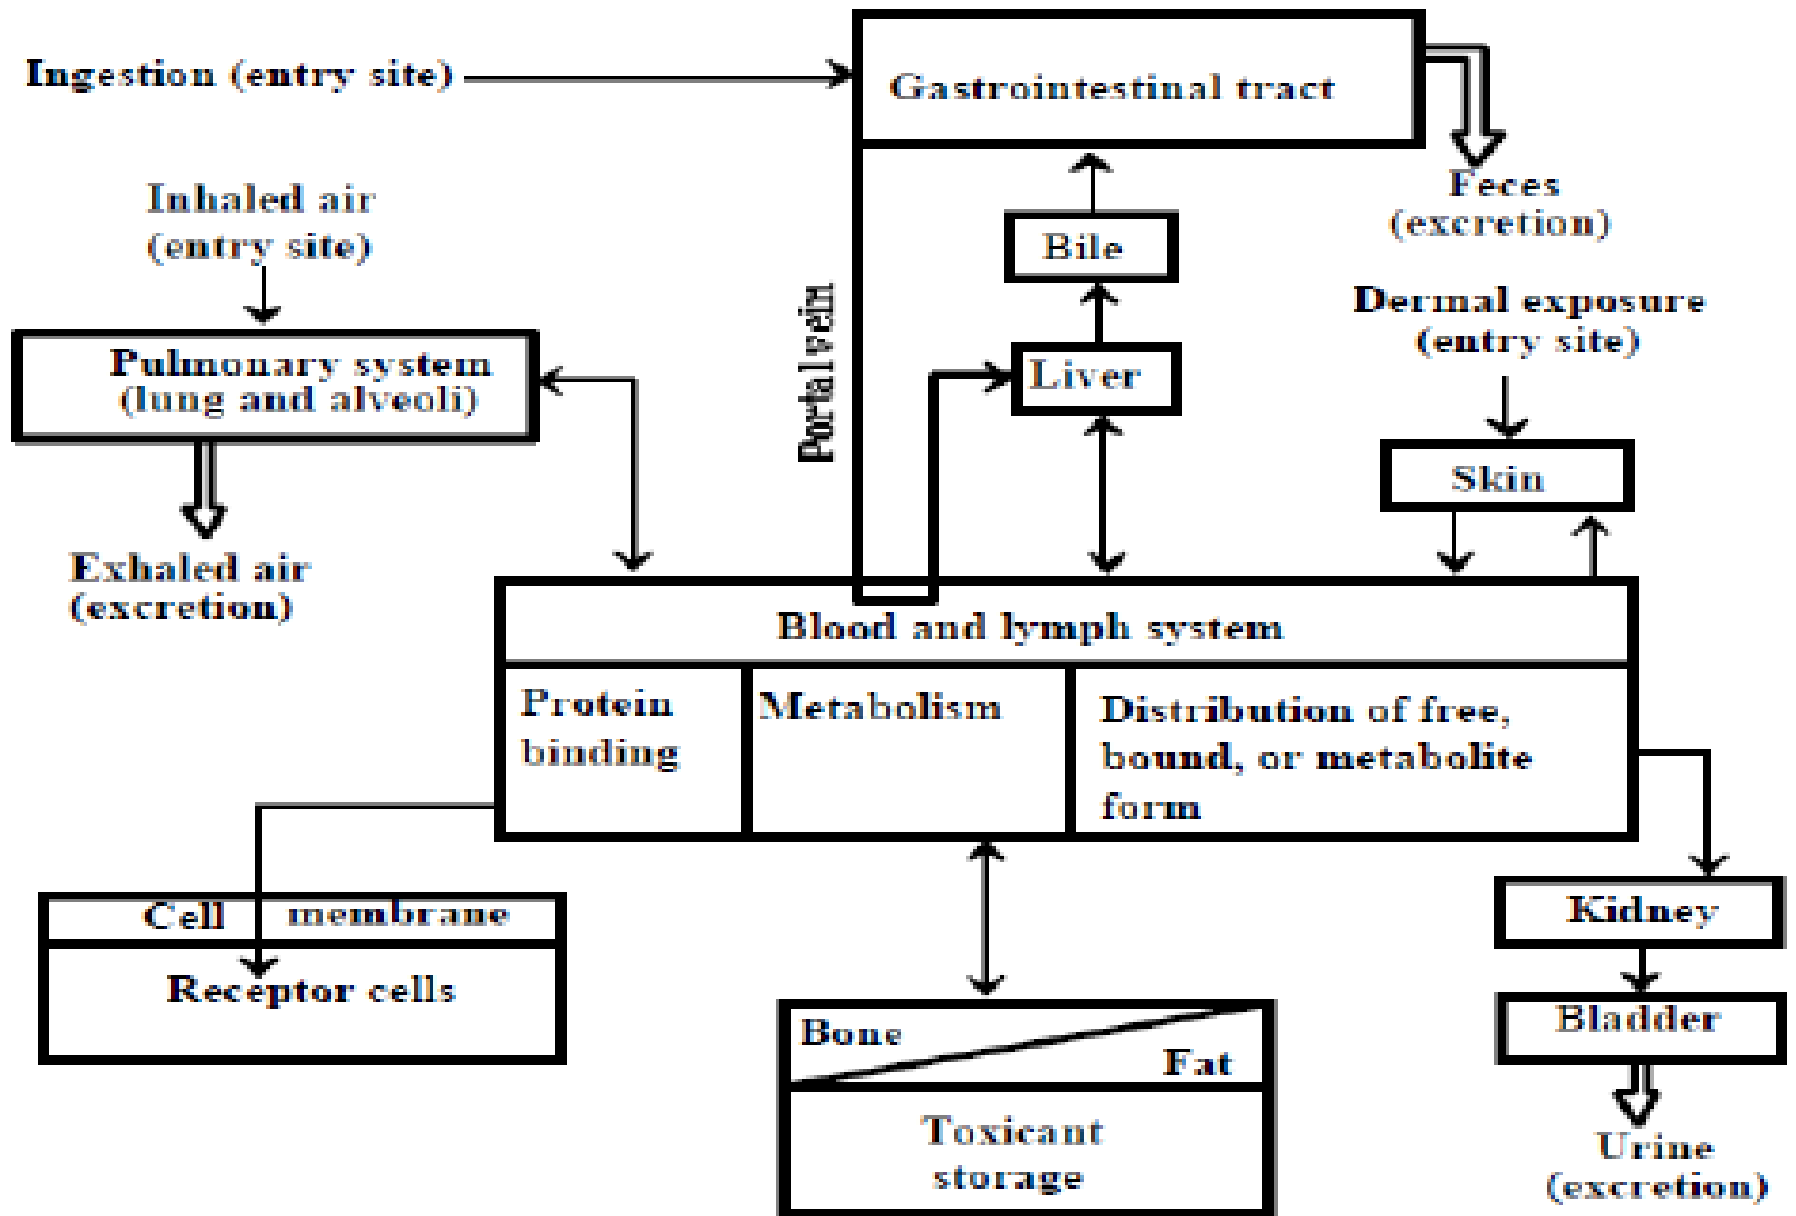 Ingestion (entry site)
Gastrointestinal tract
Feces
(excretion)
Inhaled air
(entry site)
Bile
Dermal exposure
(entry site)
Portal vein
Pulmonary system
(lung and alveoli)
Liver
Skin
Exhaled air
(excretion)
Blood and lymph system
Protein
binding
Metabolism
Distribution of free,
bound, or metabolite
form
Cell membrane
Receptor cells
Kidney
Bladder
Bone
Fat
Toxicant
storage
Urine
(excretion)